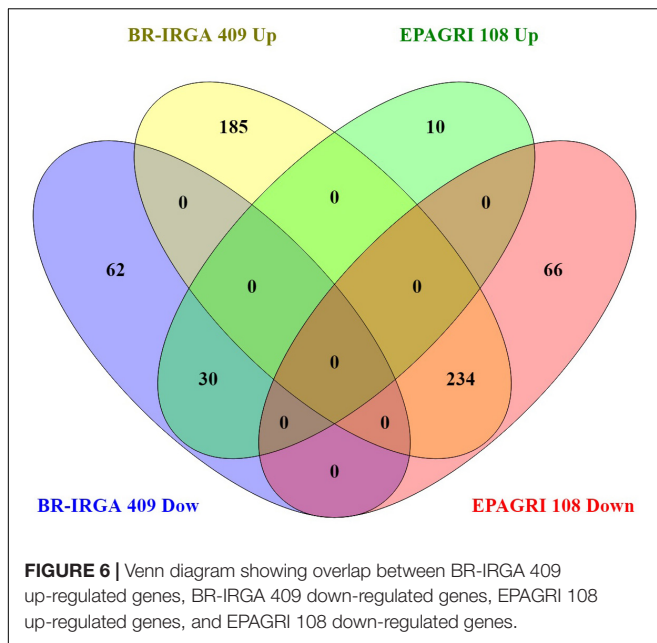 BR-IRGA 409 Up
EPAGRI 108 Up
185
10
0
0
0
62
66
0
0
0
30
234
0
0
0
BR-IRGA 409 Dow
EPAGRI 108 Down
FIGURE 6 | Venn diagram showing overlap between BR-IRGA 409
up-regulated genes, BR-IRGA 409 down-regulated genes, EPAGRI 108
up-regulated genes, and EPAGRI 108 down-regulated genes.